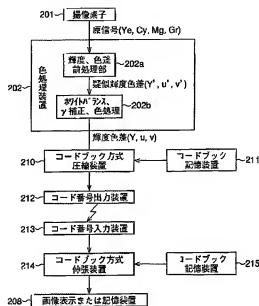 201
撮像素子
原信号(Ye, Cy, Mg, Gr)
202
色処理装置
輝度、色差
前処理部
202a
疑似輝度色差(Y', u', v')
ホワイトバランス、
γ補正、色処理
202b
輝度色差(Y, u, v)
210
コードブック方式
圧縮装置
コードブック
記憶装置
211
212
コード番号出力装置
213
コード番号入力装置
214
コードブック方式
伸張装置
コードブック
記憶装置
215
208
画像表示または記憶装置